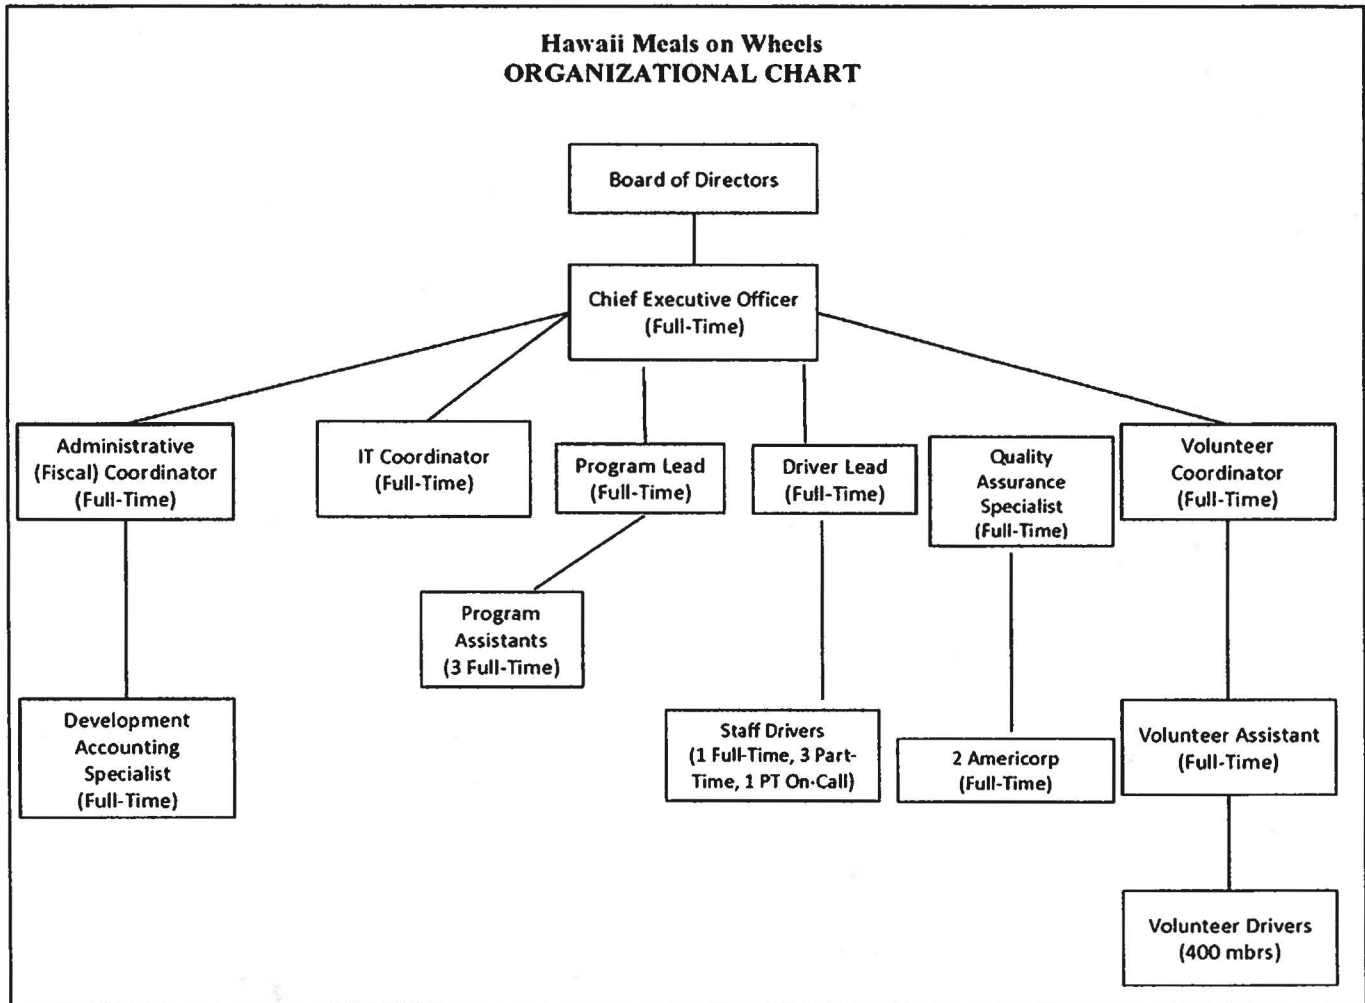 Hawaii Meals on Wheels
ORGANIZATIONAL CHART
Board of Directors
Chief Executive Officer
(Full-Time)
Administrative
(Fiscal) Coordinator
(Full-Time)
IT Coordinator
(Full-Time)
Program Lead
(Full-Time)
Driver Lead
(Full-Time)
Quality
Assurance
Specialist
(Full-Time)
Volunteer
Coordinator
(Full-Time)
Program
Assistants
(3 Full-Time)
Development
Accounting
Specialist
(Full-Time)
Staff Drivers
(1 Full-Time, 3 Part-
Time, 1 PT On-Call)
2 Americorp
(Full-Time)
Volunteer Assistant
(Full-Time)
Volunteer Drivers
(400 mbrs)